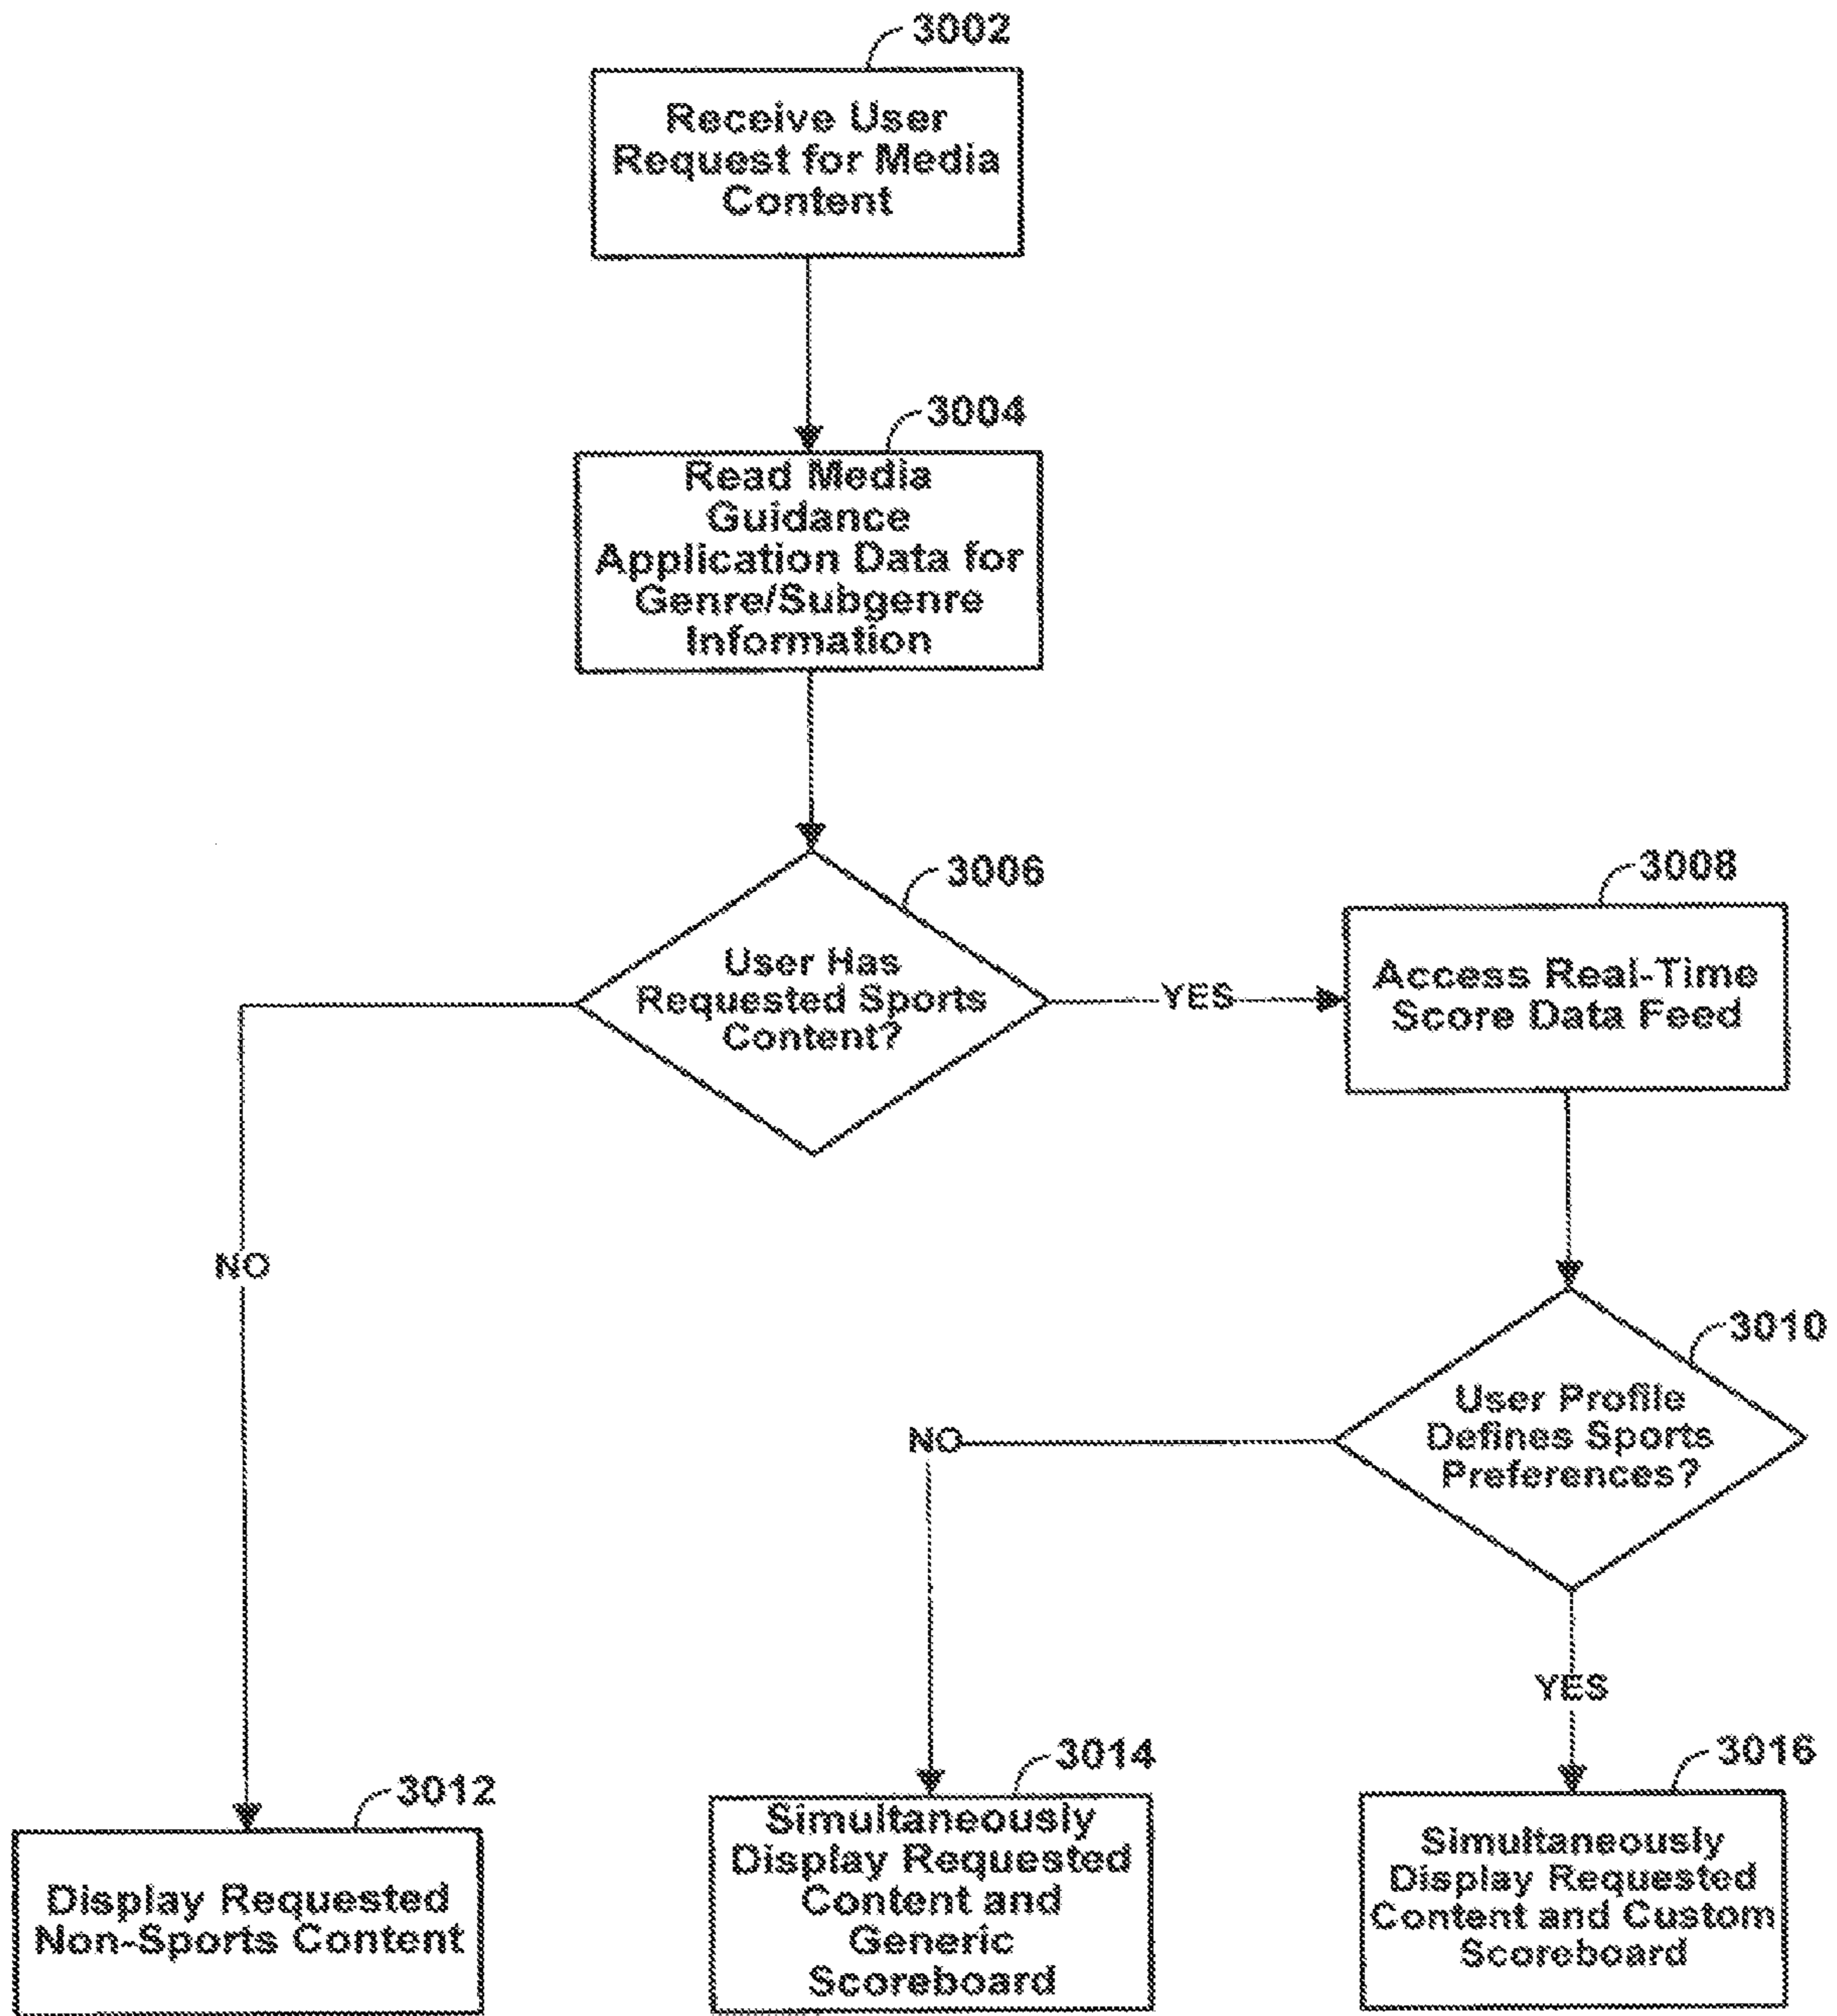 3002
Receive User
Request for Media
Content
3004
Read Media
Guidance
Application Data for
Genre/Subgenre
Information
3006
User Has
Requested Sports
Content?
YES
3008
Access Real-Time
Score Data Feed
NO
3010
User Profile
Defines Sports
Preferences?
NO
YES
3012
Display Requested
Non-Sports Content
3014
Simultaneously
Display Requested
Content and
Generic
Scoreboard
3016
Simultaneously
Display Requested
Content and Custom
Scoreboard